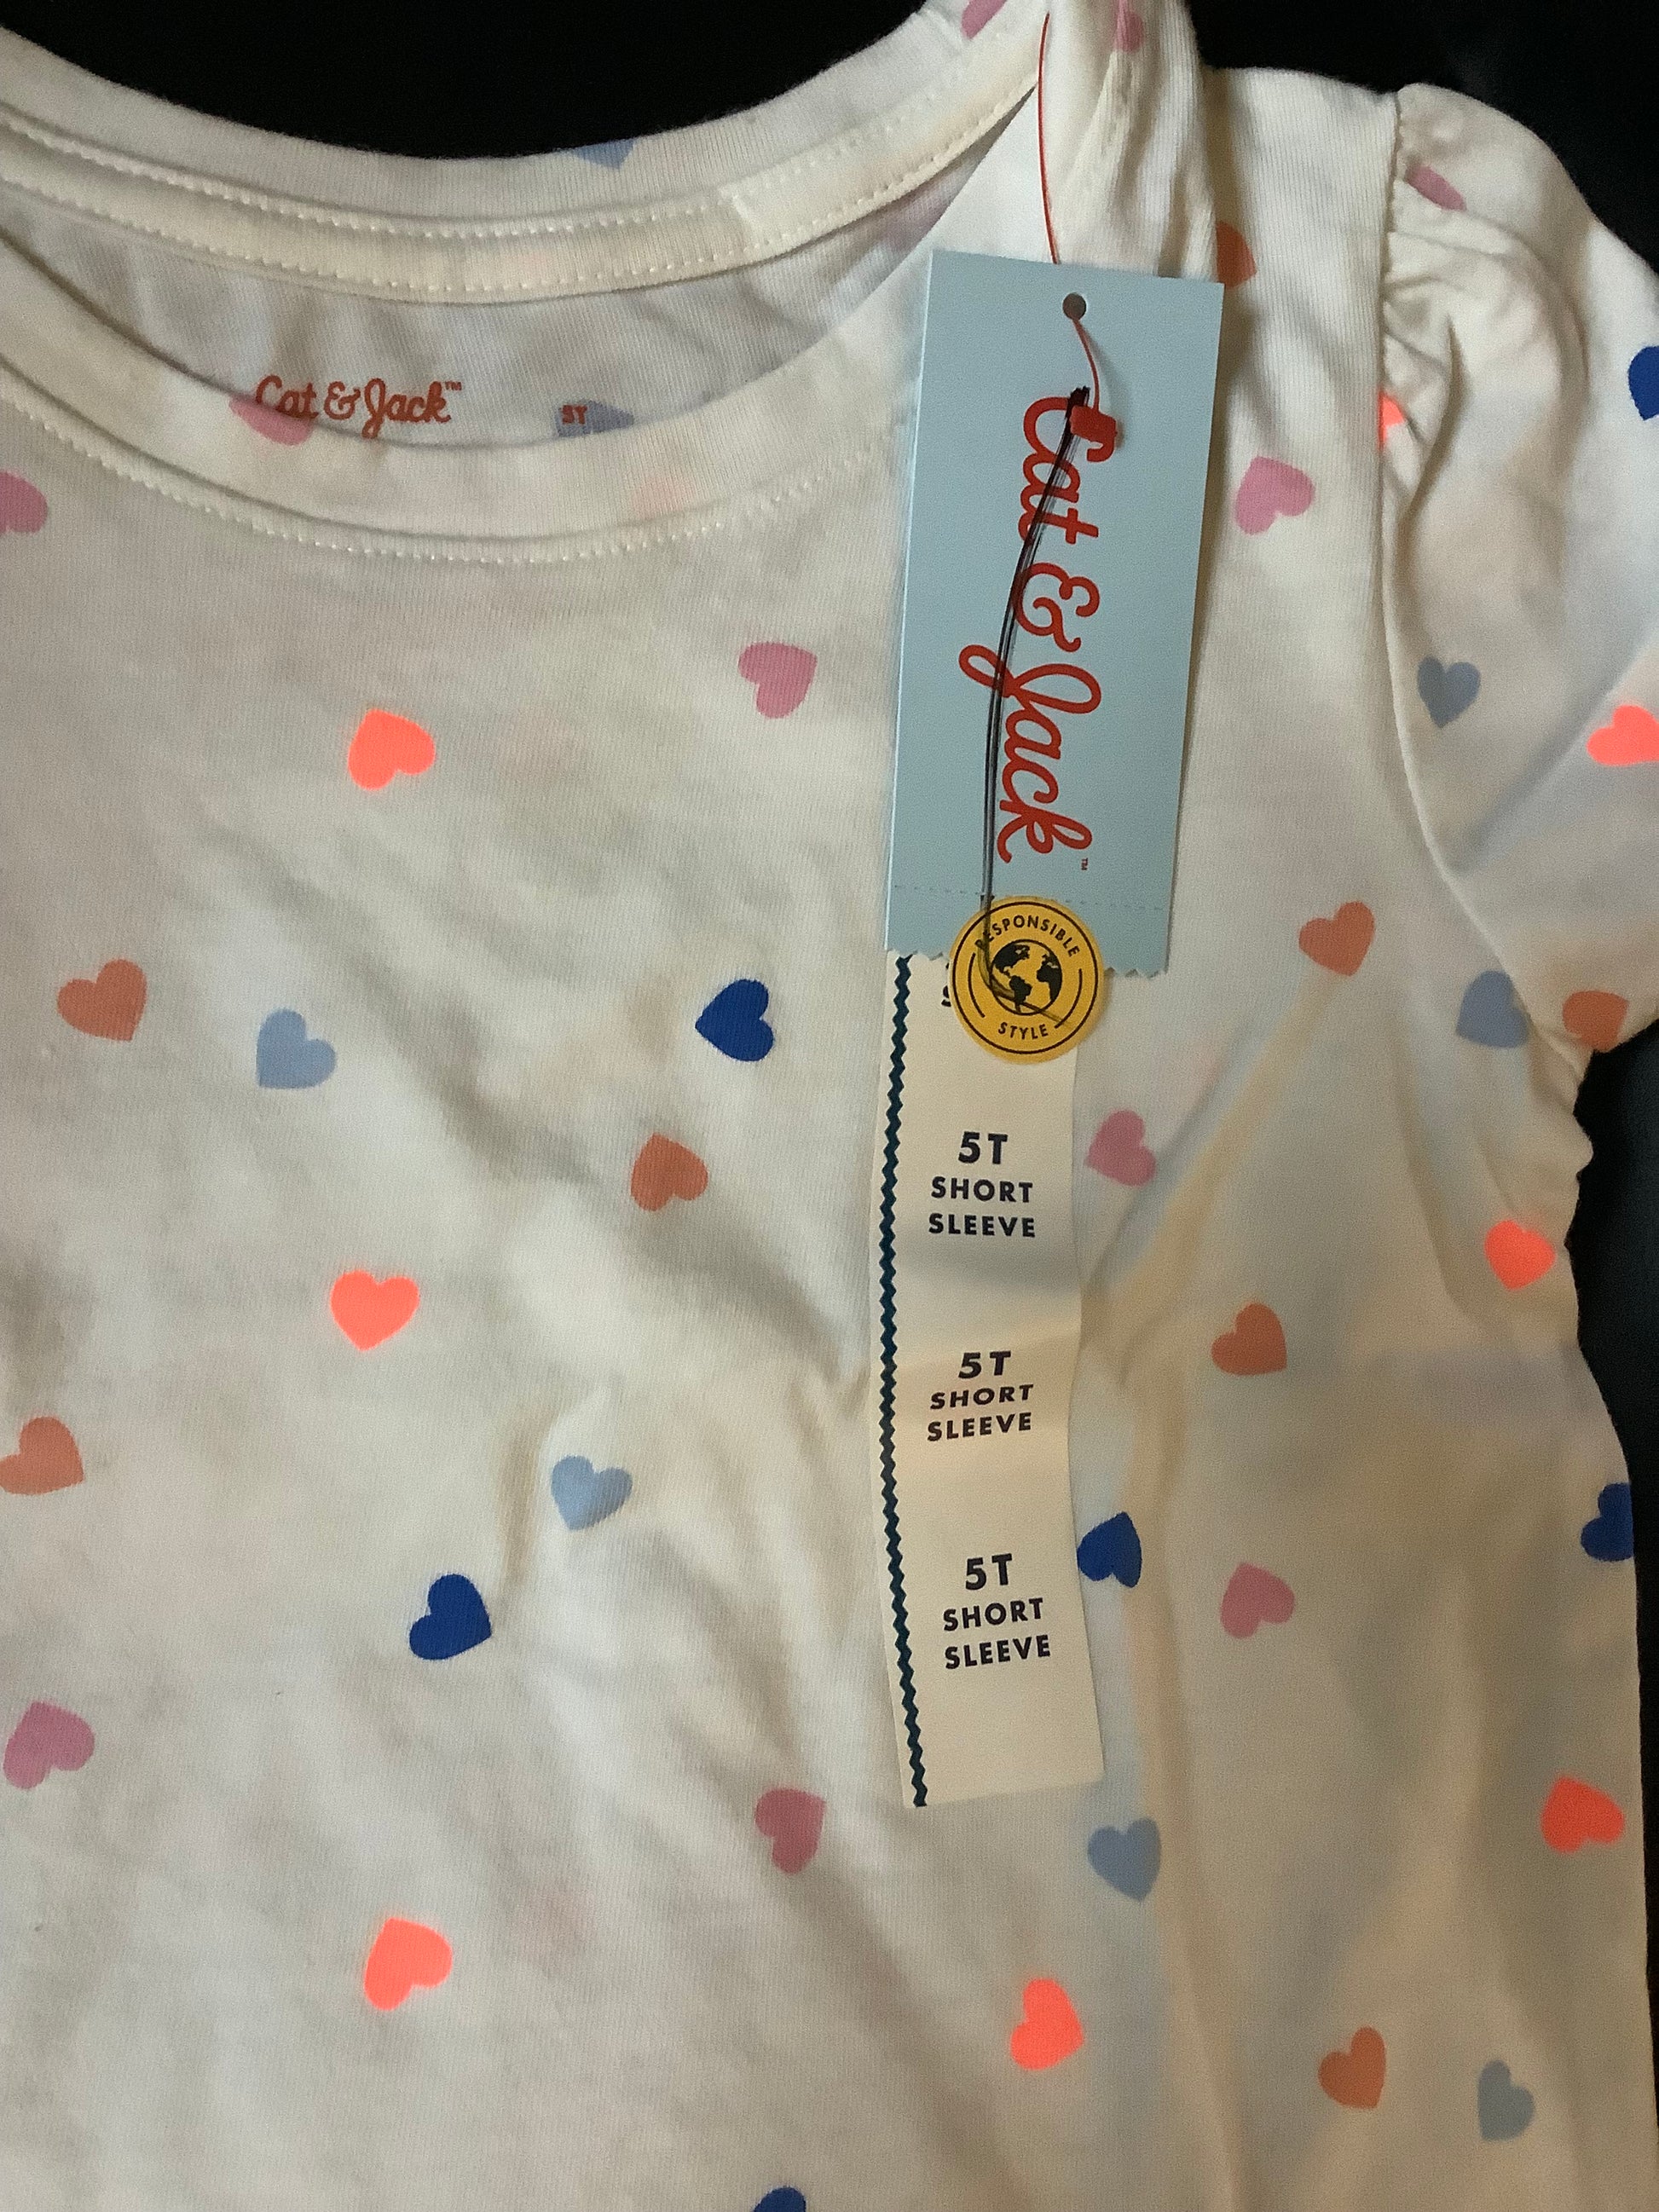 Cat & Jack™
5T
Cat & Jack™
RESPONSIBLE
STYLE
5T
SHORT
SLEEVE
5T
SHORT
SLEEVE
5T
SHORT
SLEEVE